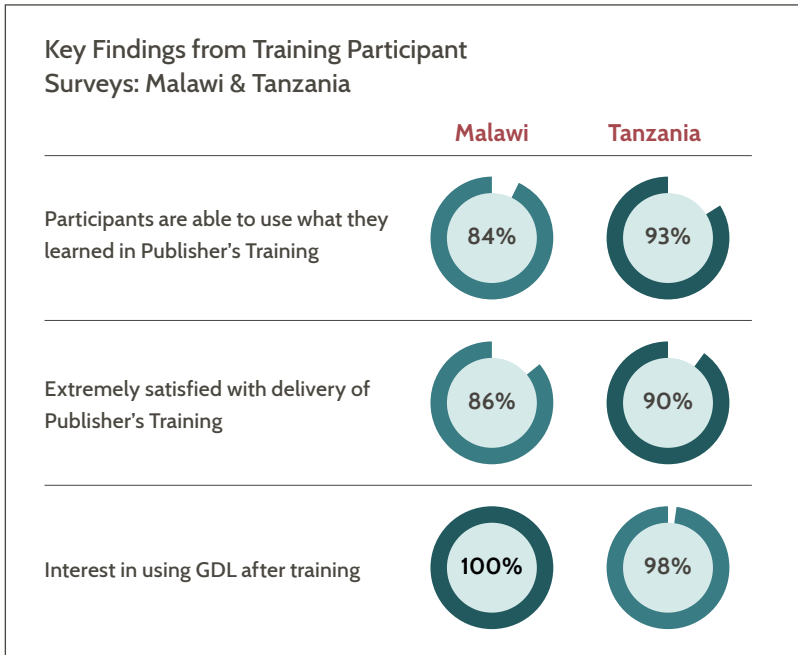 Key Findings from Training Participant
Surveys: Malawi & Tanzania
Malawi Tanzania
Participants are able to use what they
learned in Publisher’s Training
84% 93%
Extremely satisfied with delivery of
Publisher’s Training
86% 90%
Interest in using GDL after training
100% 98%